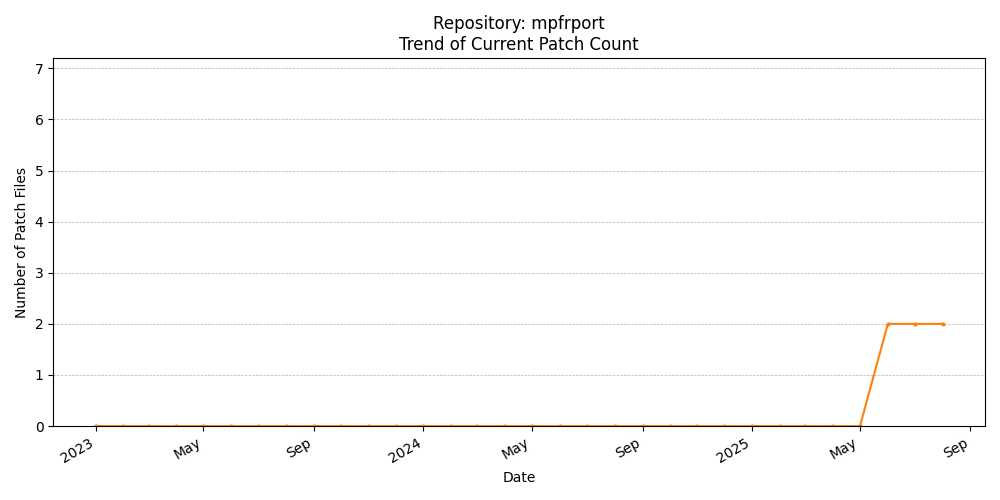 Repository: mpfrport
Trend of Current Patch Count
Number of Patch Files
7
6
5
4
3
2
1
0
2023
May
Sep
2024
May
Sep
2025
May
Sep
Date